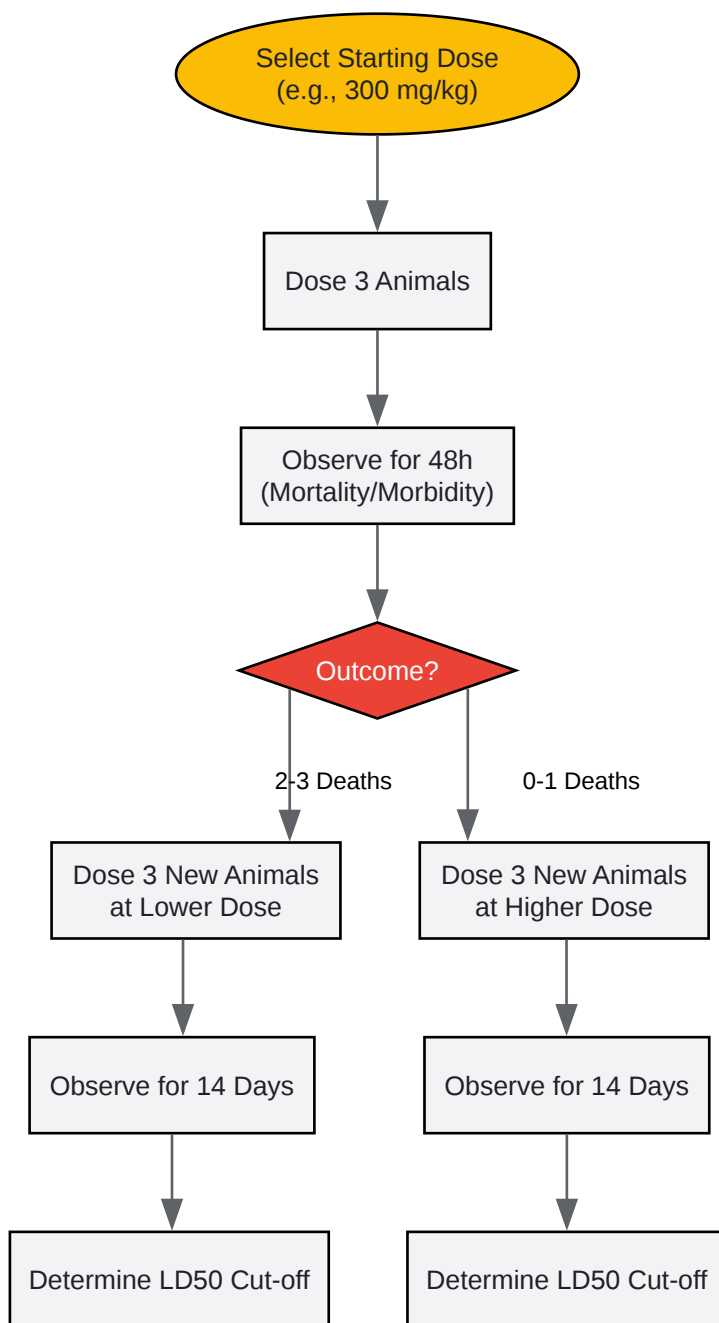 Select Starting Dose
(e.g., 300 mg/kg)
Dose 3 Animals
Observe for 48h
(Mortality/Morbidity)
Outcome?
2-3 Deaths
0-1 Deaths
Dose 3 New Animals
at Lower Dose
Dose 3 New Animals
at Higher Dose
Observe for 14 Days
Observe for 14 Days
Determine LD50 Cut-off
Determine LD50 Cut-off